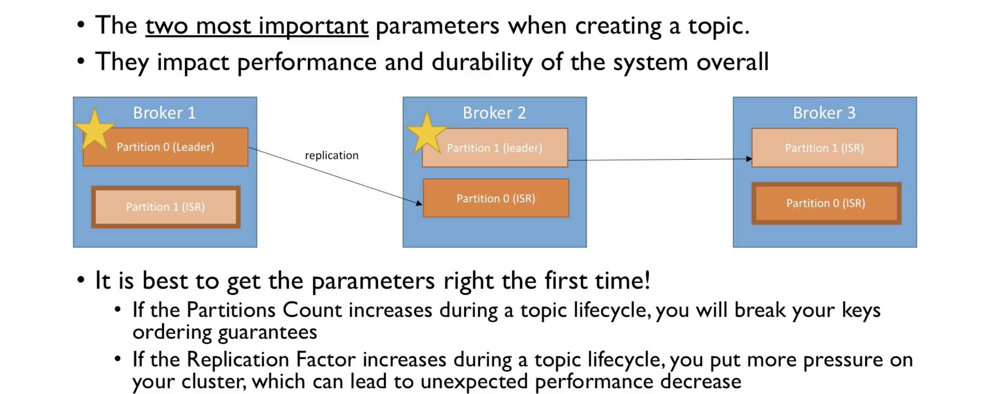 • The two most important parameters when creating a topic.
• They impact performance and durability of the system overall
Broker 1
Partition 0 (Leader)
Partition 1 (ISR)
replication
Broker 2
Partition 1 (leader)
Partition 0 (ISR)
Broker 3
Partition 1 (ISR)
Partition 0 (ISR)
• It is best to get the parameters right the first time!
• If the Partitions Count increases during a topic lifecycle, you will break your keys
ordering guarantees
• If the Replication Factor increases during a topic lifecycle, you put more pressure on
your cluster, which can lead to unexpected performance decrease